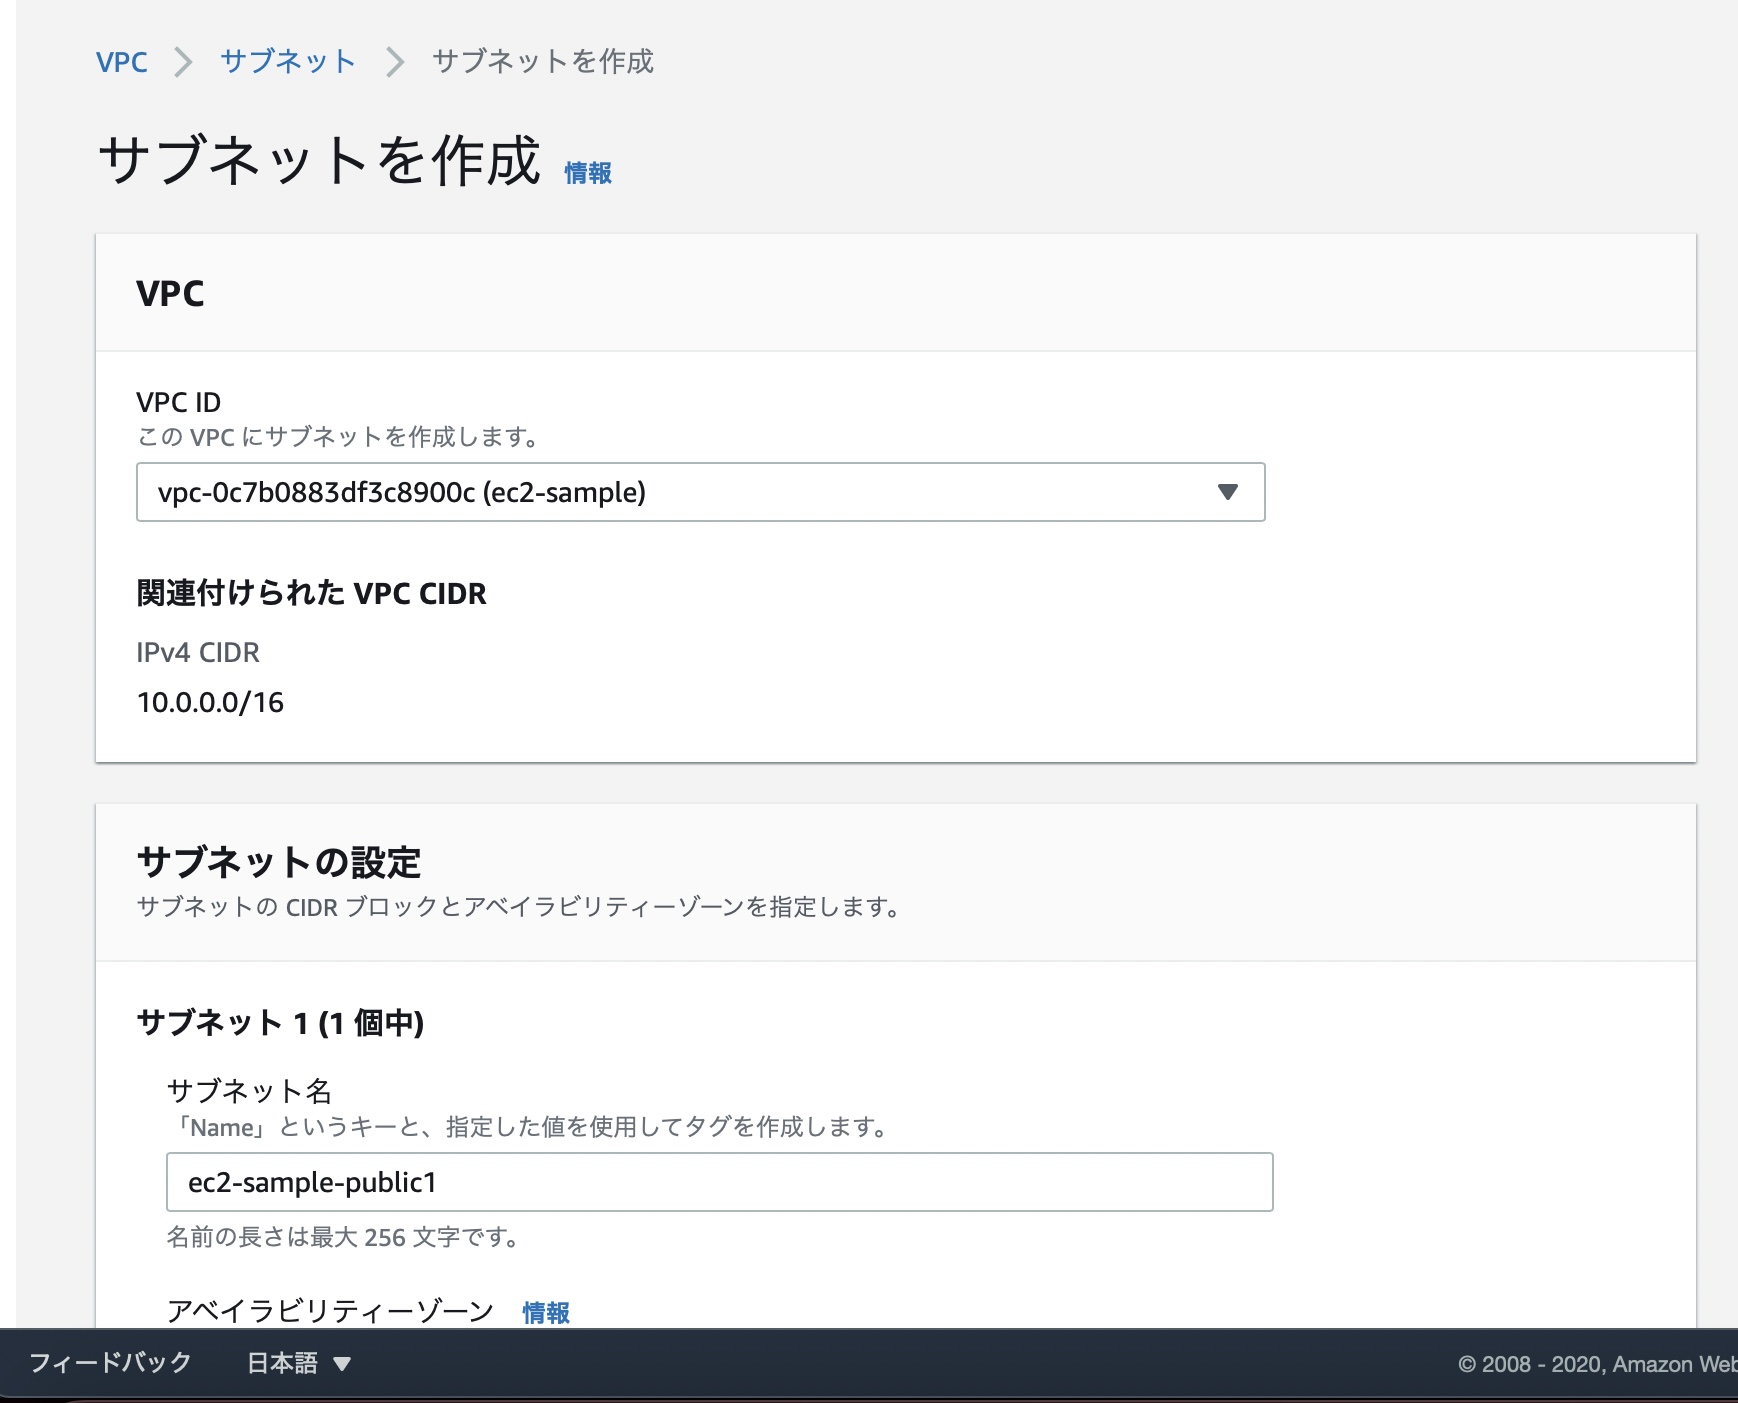 VPC > サブネット > サブネットを作成
サブネットを作成 情報
VPC
VPC ID
この VPC にサブネットを作成します。
vpc-0c7b0883df3c8900c (ec2-sample)
関連付けられた VPC CIDR
IPv4 CIDR
10.0.0.0/16
サブネットの設定
サブネットの CIDR ブロックとアベイラビリティーゾーンを指定します。
サブネット 1 (1 個中)
サブネット名
「Name」というキーと、指定した値を使用してタグを作成します。
ec2-sample-public1
名前の長さは最大 256 文字です。
アベイラビリティーゾーン 情報
フィードバック 日本語 © 2008 - 2020, Amazon Web